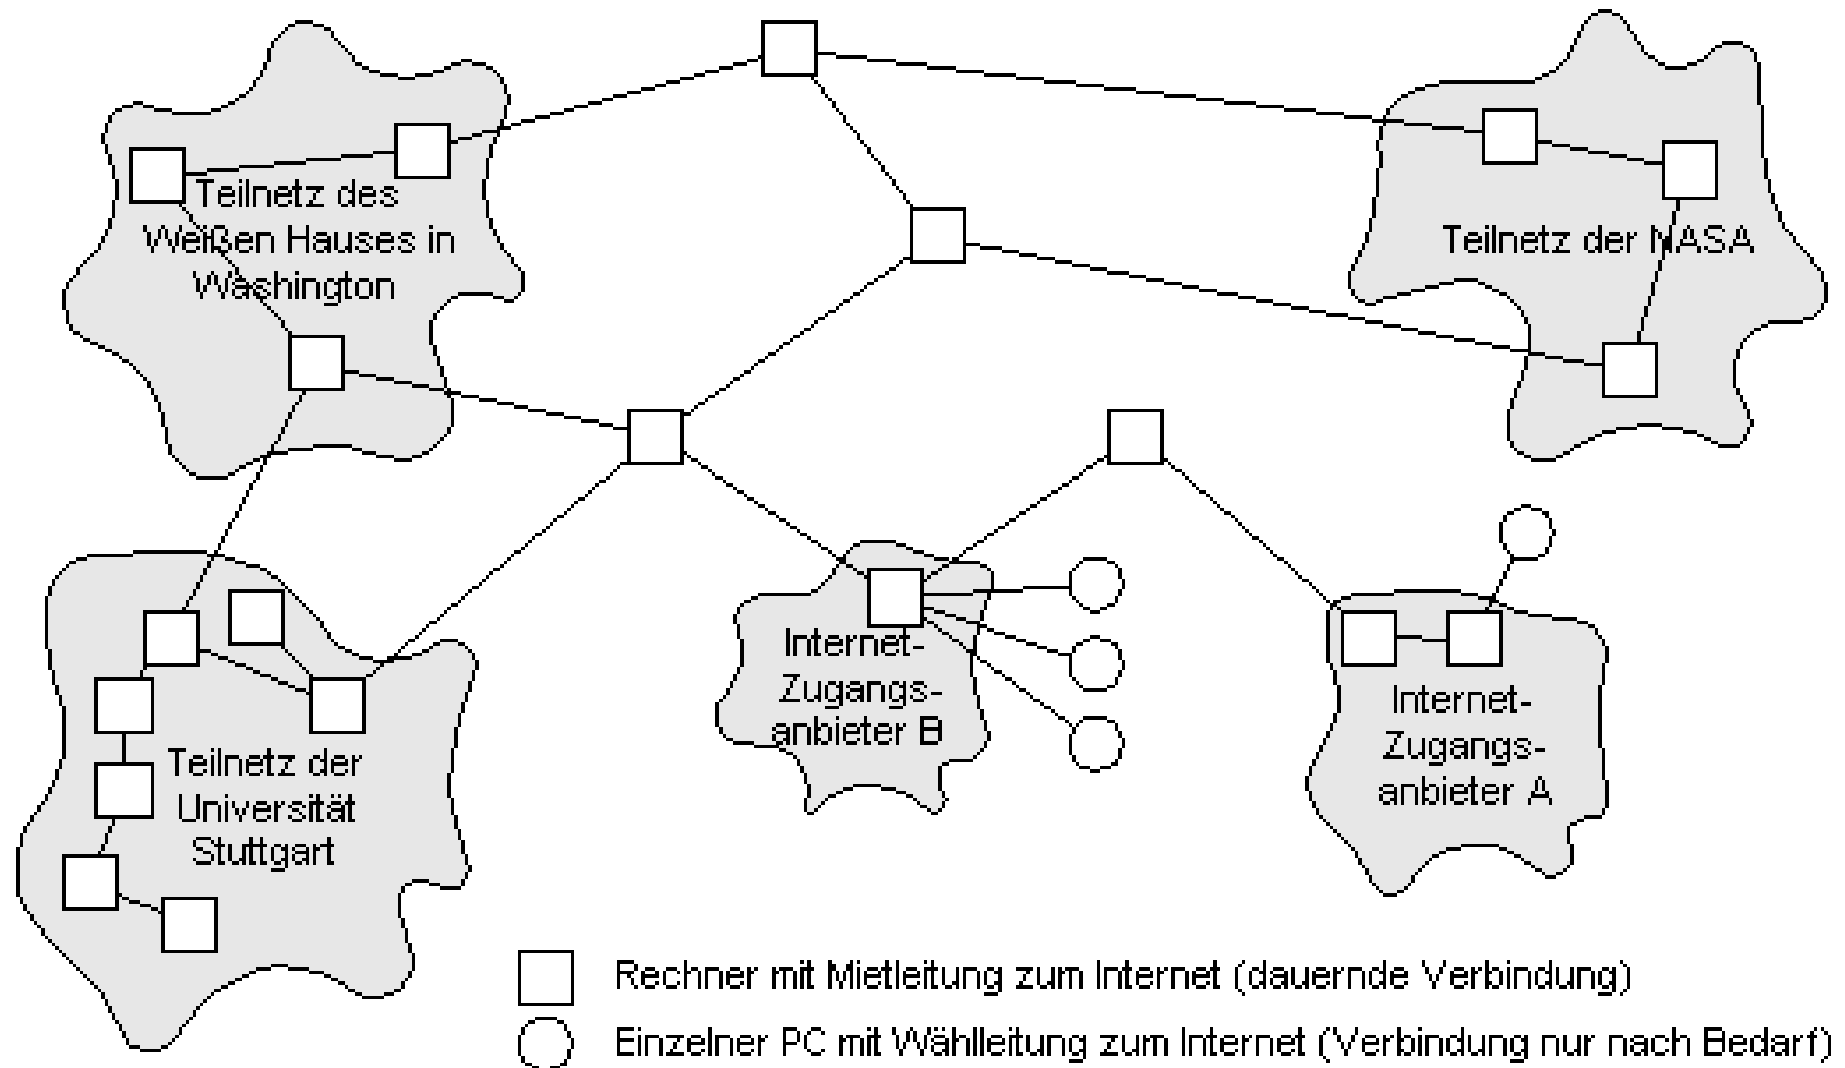 Teilnetz des
Weißen Hauses in
Washington
Teilnetz der NASA
Internet-
Zugangs-
anbieter B
Internet-
Zugangs-
anbieter A
Teilnetz der
Universität
Stuttgart
Rechner mit Mietleitung zum Internet (dauernde Verbindung)
Einzelner PC mit Wählleitung zum Internet (Verbindung nur nach Bedarf)